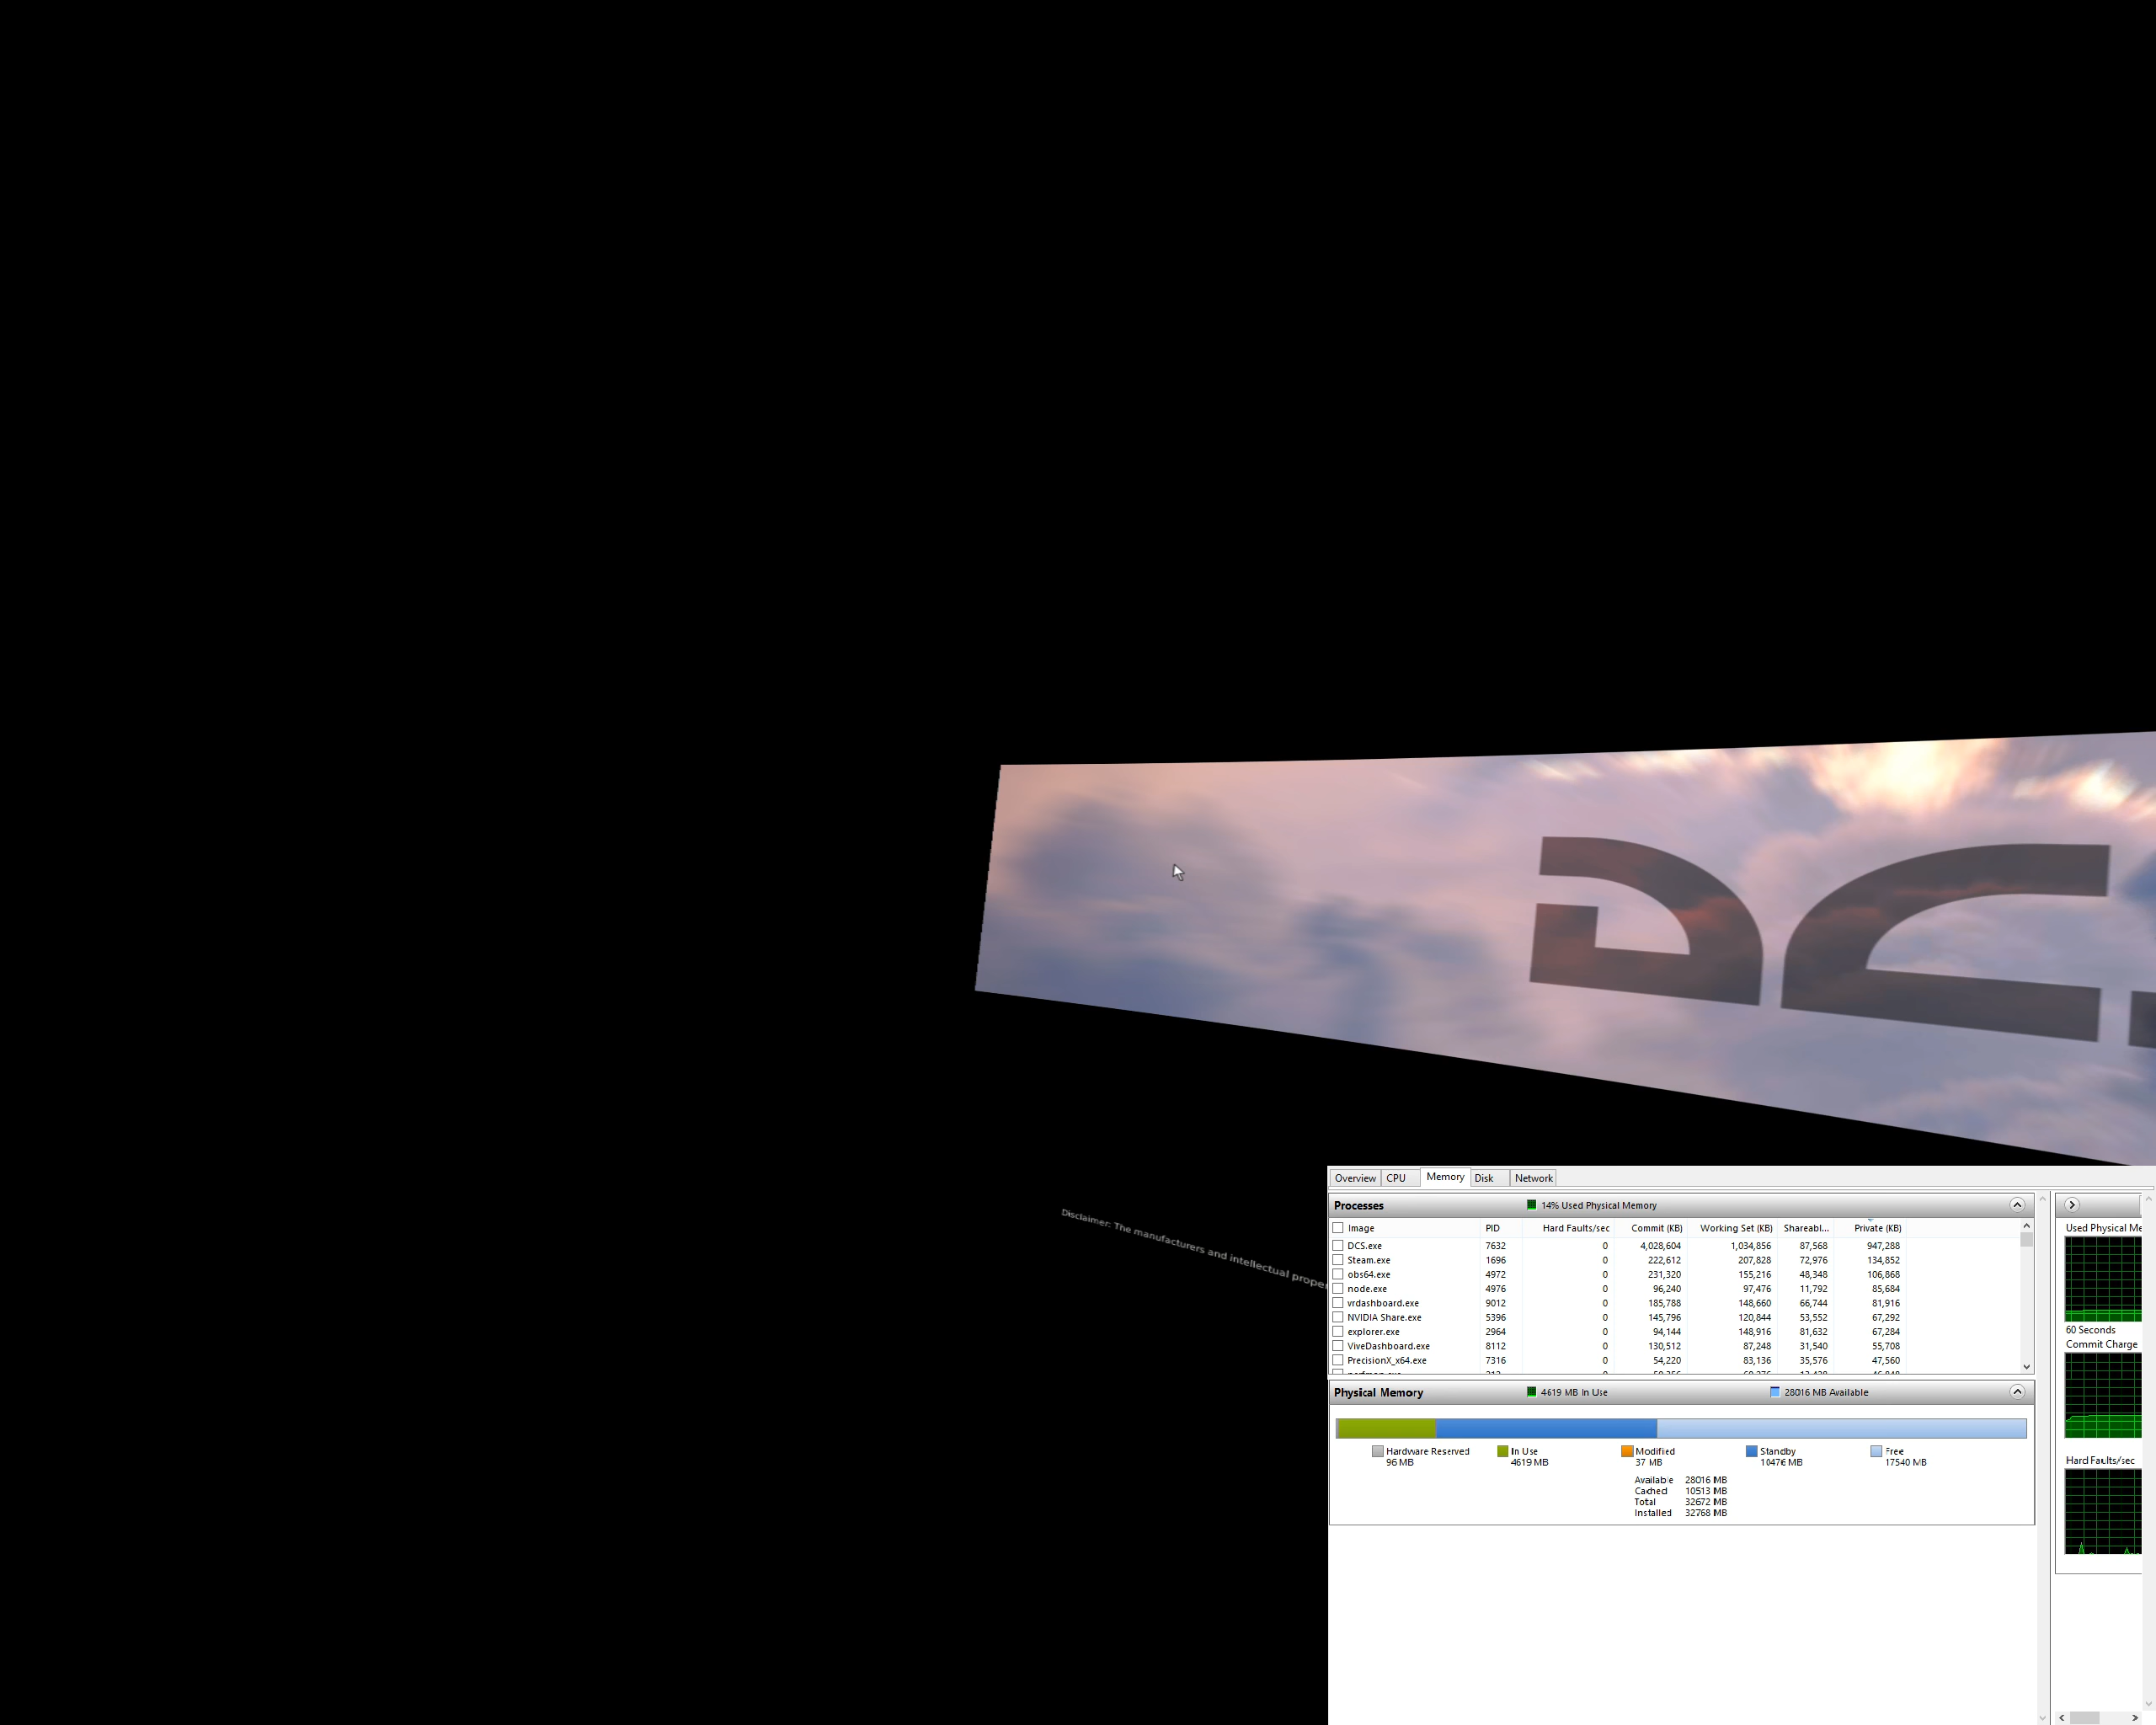 DC
Disclaimer: The manufacturers and intellectual
Overview CPU Memory Disk Network
Processes 14% Used Physical Memory
Image PID Hard Faults/sec Commit (KB) Working Set (KB) Shareabl... Private (KB)
DCS.exe 7632 0 4,028,604 1,034,856 87,568 947,288
Steam.exe 1696 0 222,612 207,828 72,976 134,852
obs64.exe 4972 0 231,320 155,216 48,348 106,868
node.exe 4976 0 96,240 97,476 11,792 85,684
vrdashboard.exe 9012 0 185,788 148,660 66,744 81,916
NVIDIA Share.exe 5396 0 145,796 120,844 53,552 67,292
explorer.exe 2964 0 94,144 148,916 81,632 67,284
ViveDashboard.exe 8112 0 130,512 87,248 31,540 55,708
PrecisionX_x64.exe 7316 0 54,220 83,136 35,576 47,560
Physical Memory 4619 MB In Use 28016 MB Available
Hardware Reserved In Use Modified Standby Free
96 MB 4619 MB 37 MB 10476 MB 17540 MB
Available 28016 MB
Cached 10513 MB
Total 32672 MB
Installed 32768 MB
Used Physical Me
60 Seconds
Commit Charge
Hard Faults/sec